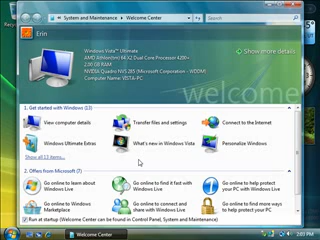 System and Maintenance ▸ Welcome Center
Erin
Windows Vista™ Ultimate
AMD Athlon(tm) 64 X2 Dual Core Processor 4200+
2.00 GB RAM
NVIDIA Quadro NVS 285 (Microsoft Corporation - WDDM)
Computer name: VISTA-PC
Show more details
welcome
1. Get started with Windows (13)
View computer details
Transfer files and settings
Connect to the Internet
Windows Ultimate Extras
What's new in Windows Vista
Personalize Windows
Show all 13 items...
2. Offers from Microsoft (7)
Go online to learn about Windows Live
Go online to find it fast with Windows Live
Go online to help protect your PC with Windows Live
Go online to Windows Marketplace
Go online to connect and share with Windows Live
Go online to find more ways to help protect your PC
Run at startup (Welcome Center can be found in Control Panel, System and Maintenance)
Welcome Center
2:03 PM